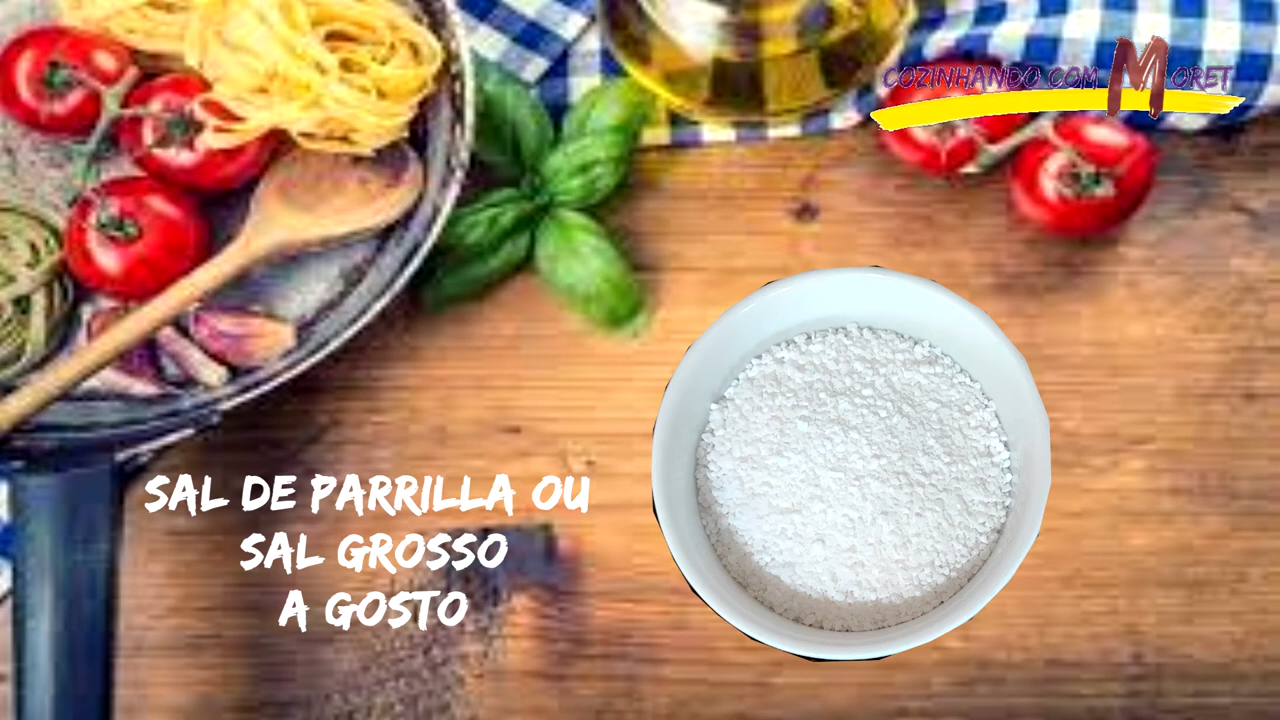 COZINHANDO COM MORET
SAL DE PARRILLA OU
SAL GROSSO
A GOSTO